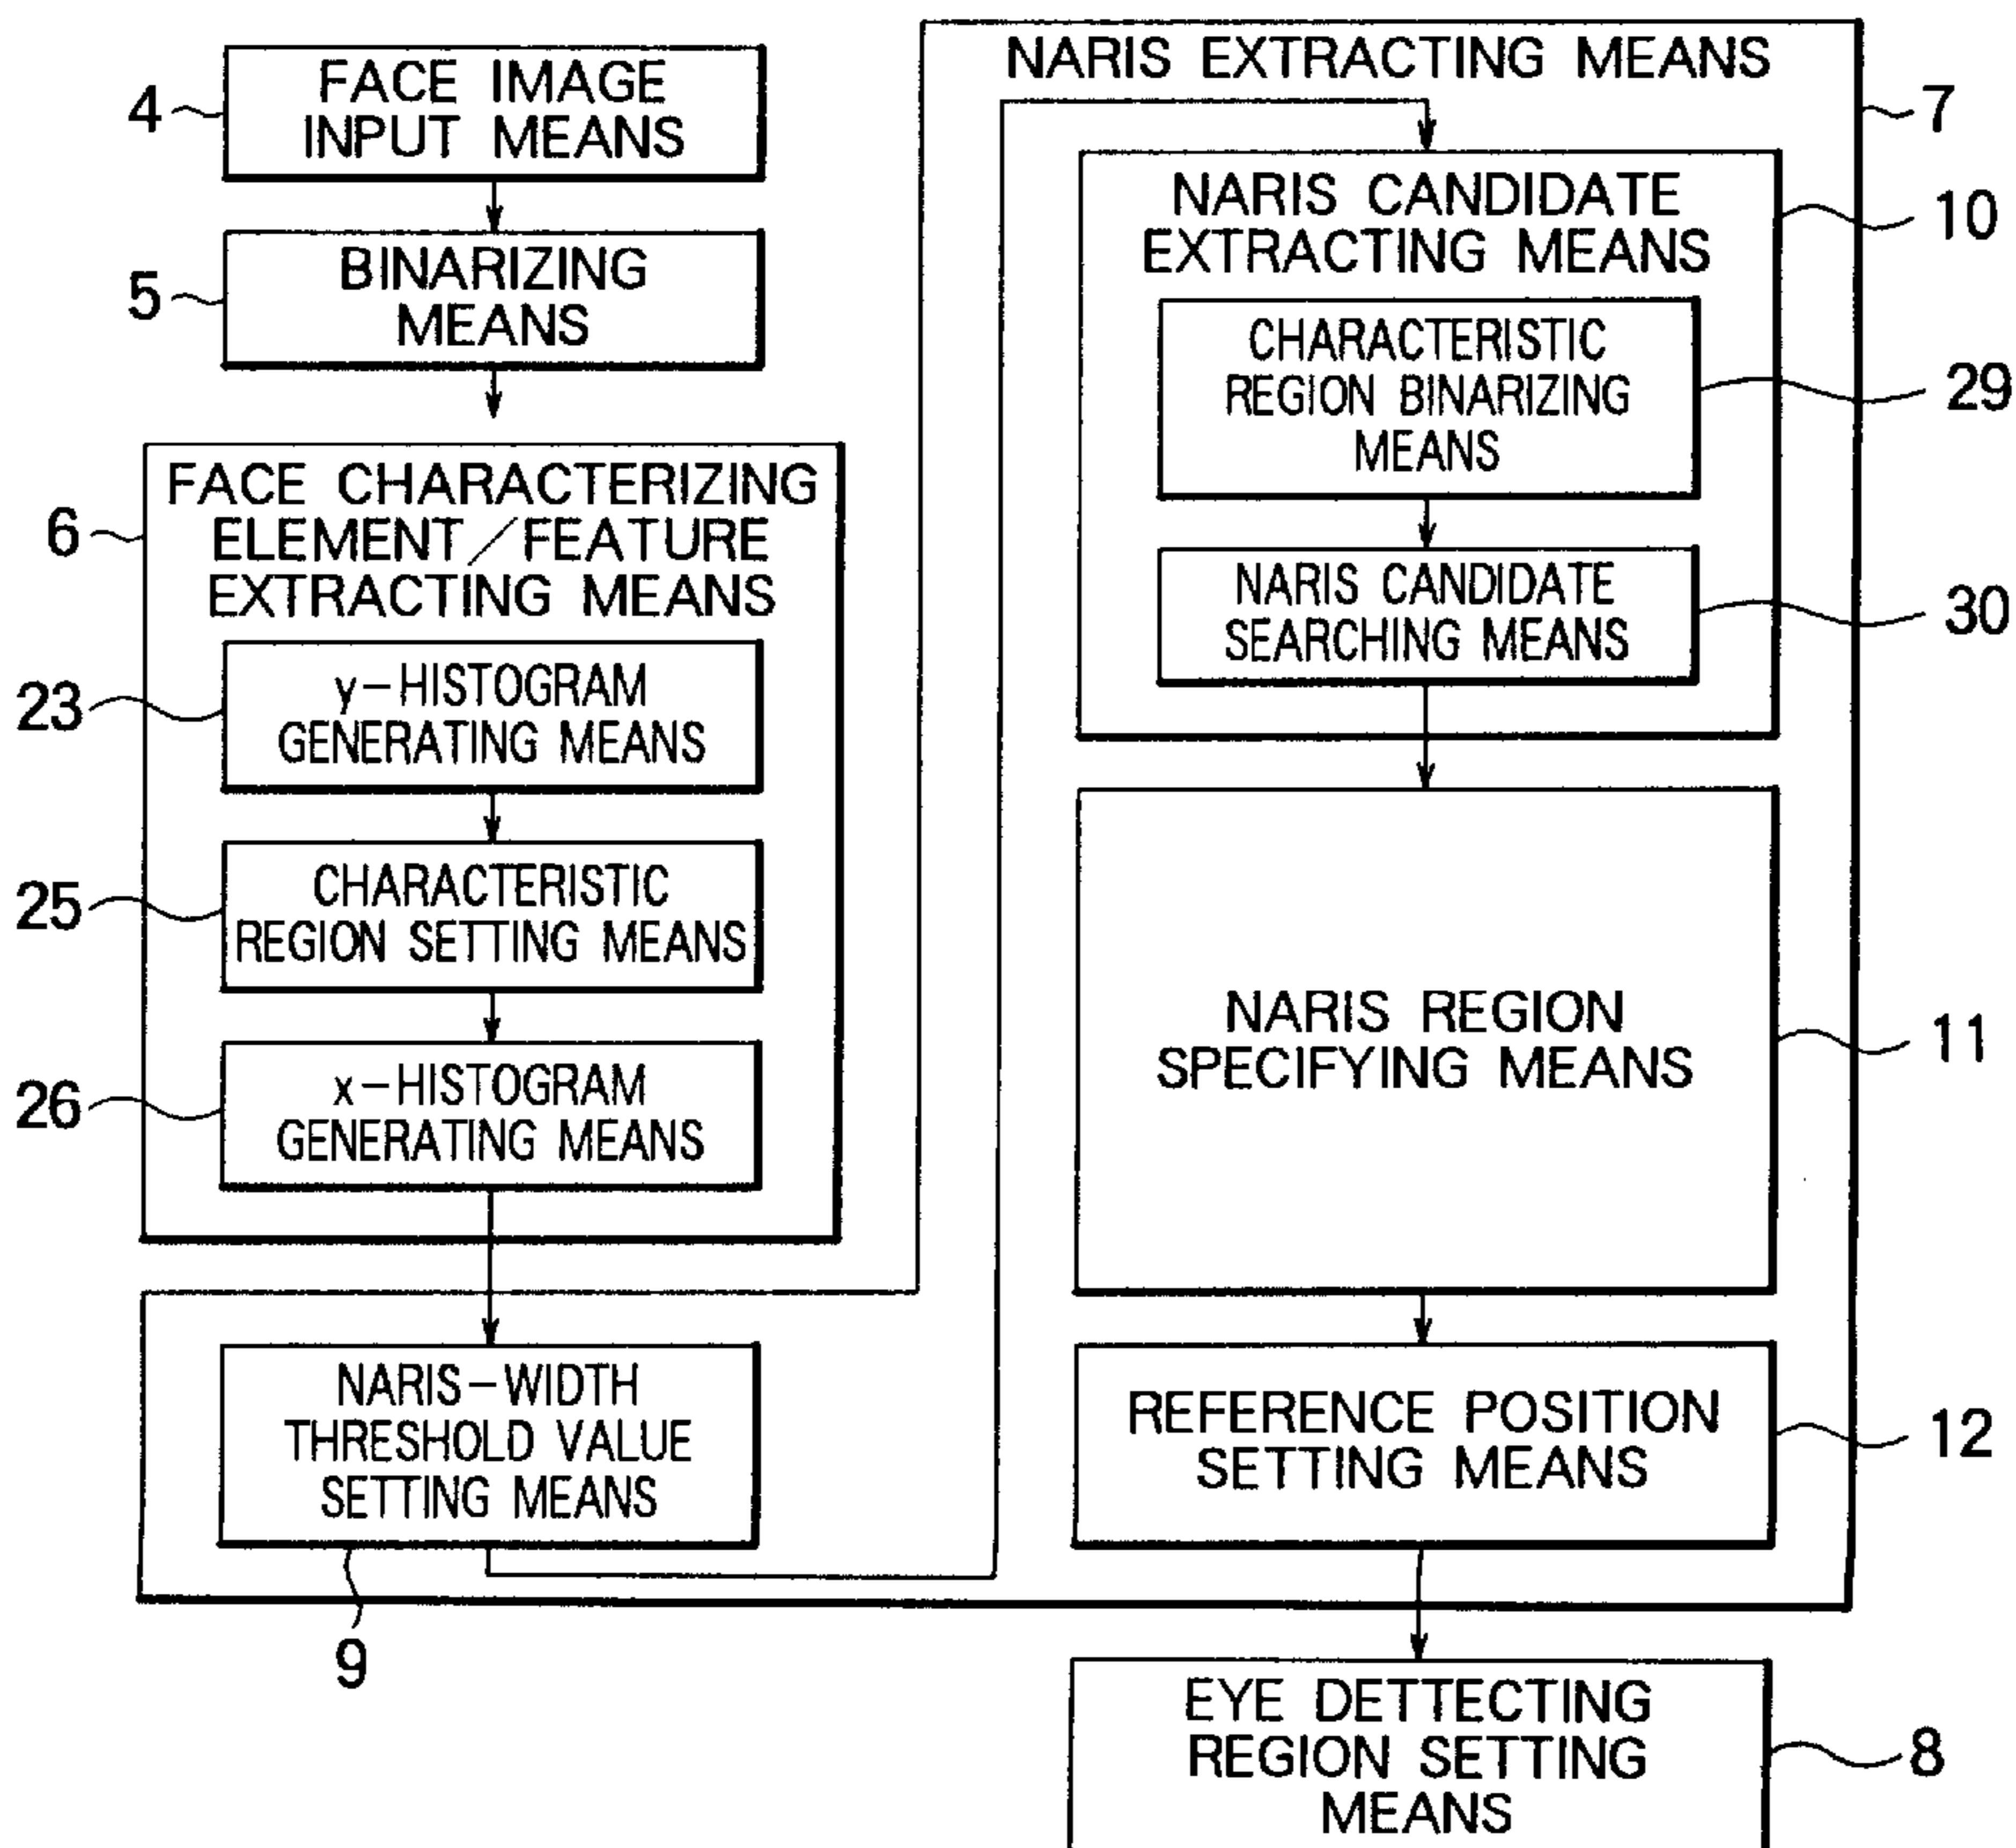 4
FACE IMAGE
INPUT MEANS
5
BINARIZING
MEANS
6
FACE CHARACTERIZING
ELEMENT/FEATURE
EXTRACTING MEANS
23
y-HISTOGRAM
GENERATING MEANS
25
CHARACTERISTIC
REGION SETTING MEANS
26
x-HISTOGRAM
GENERATING MEANS
NARIS-WIDTH
THRESHOLD VALUE
SETTING MEANS
9
NARIS EXTRACTING MEANS
7
NARIS CANDIDATE
EXTRACTING MEANS
10
CHARACTERISTIC
REGION BINARIZING
MEANS
29
NARIS CANDIDATE
SEARCHING MEANS
30
NARIS REGION
SPECIFYING MEANS
11
REFERENCE POSITION
SETTING MEANS
12
EYE DETTECTING
REGION SETTING
MEANS
8